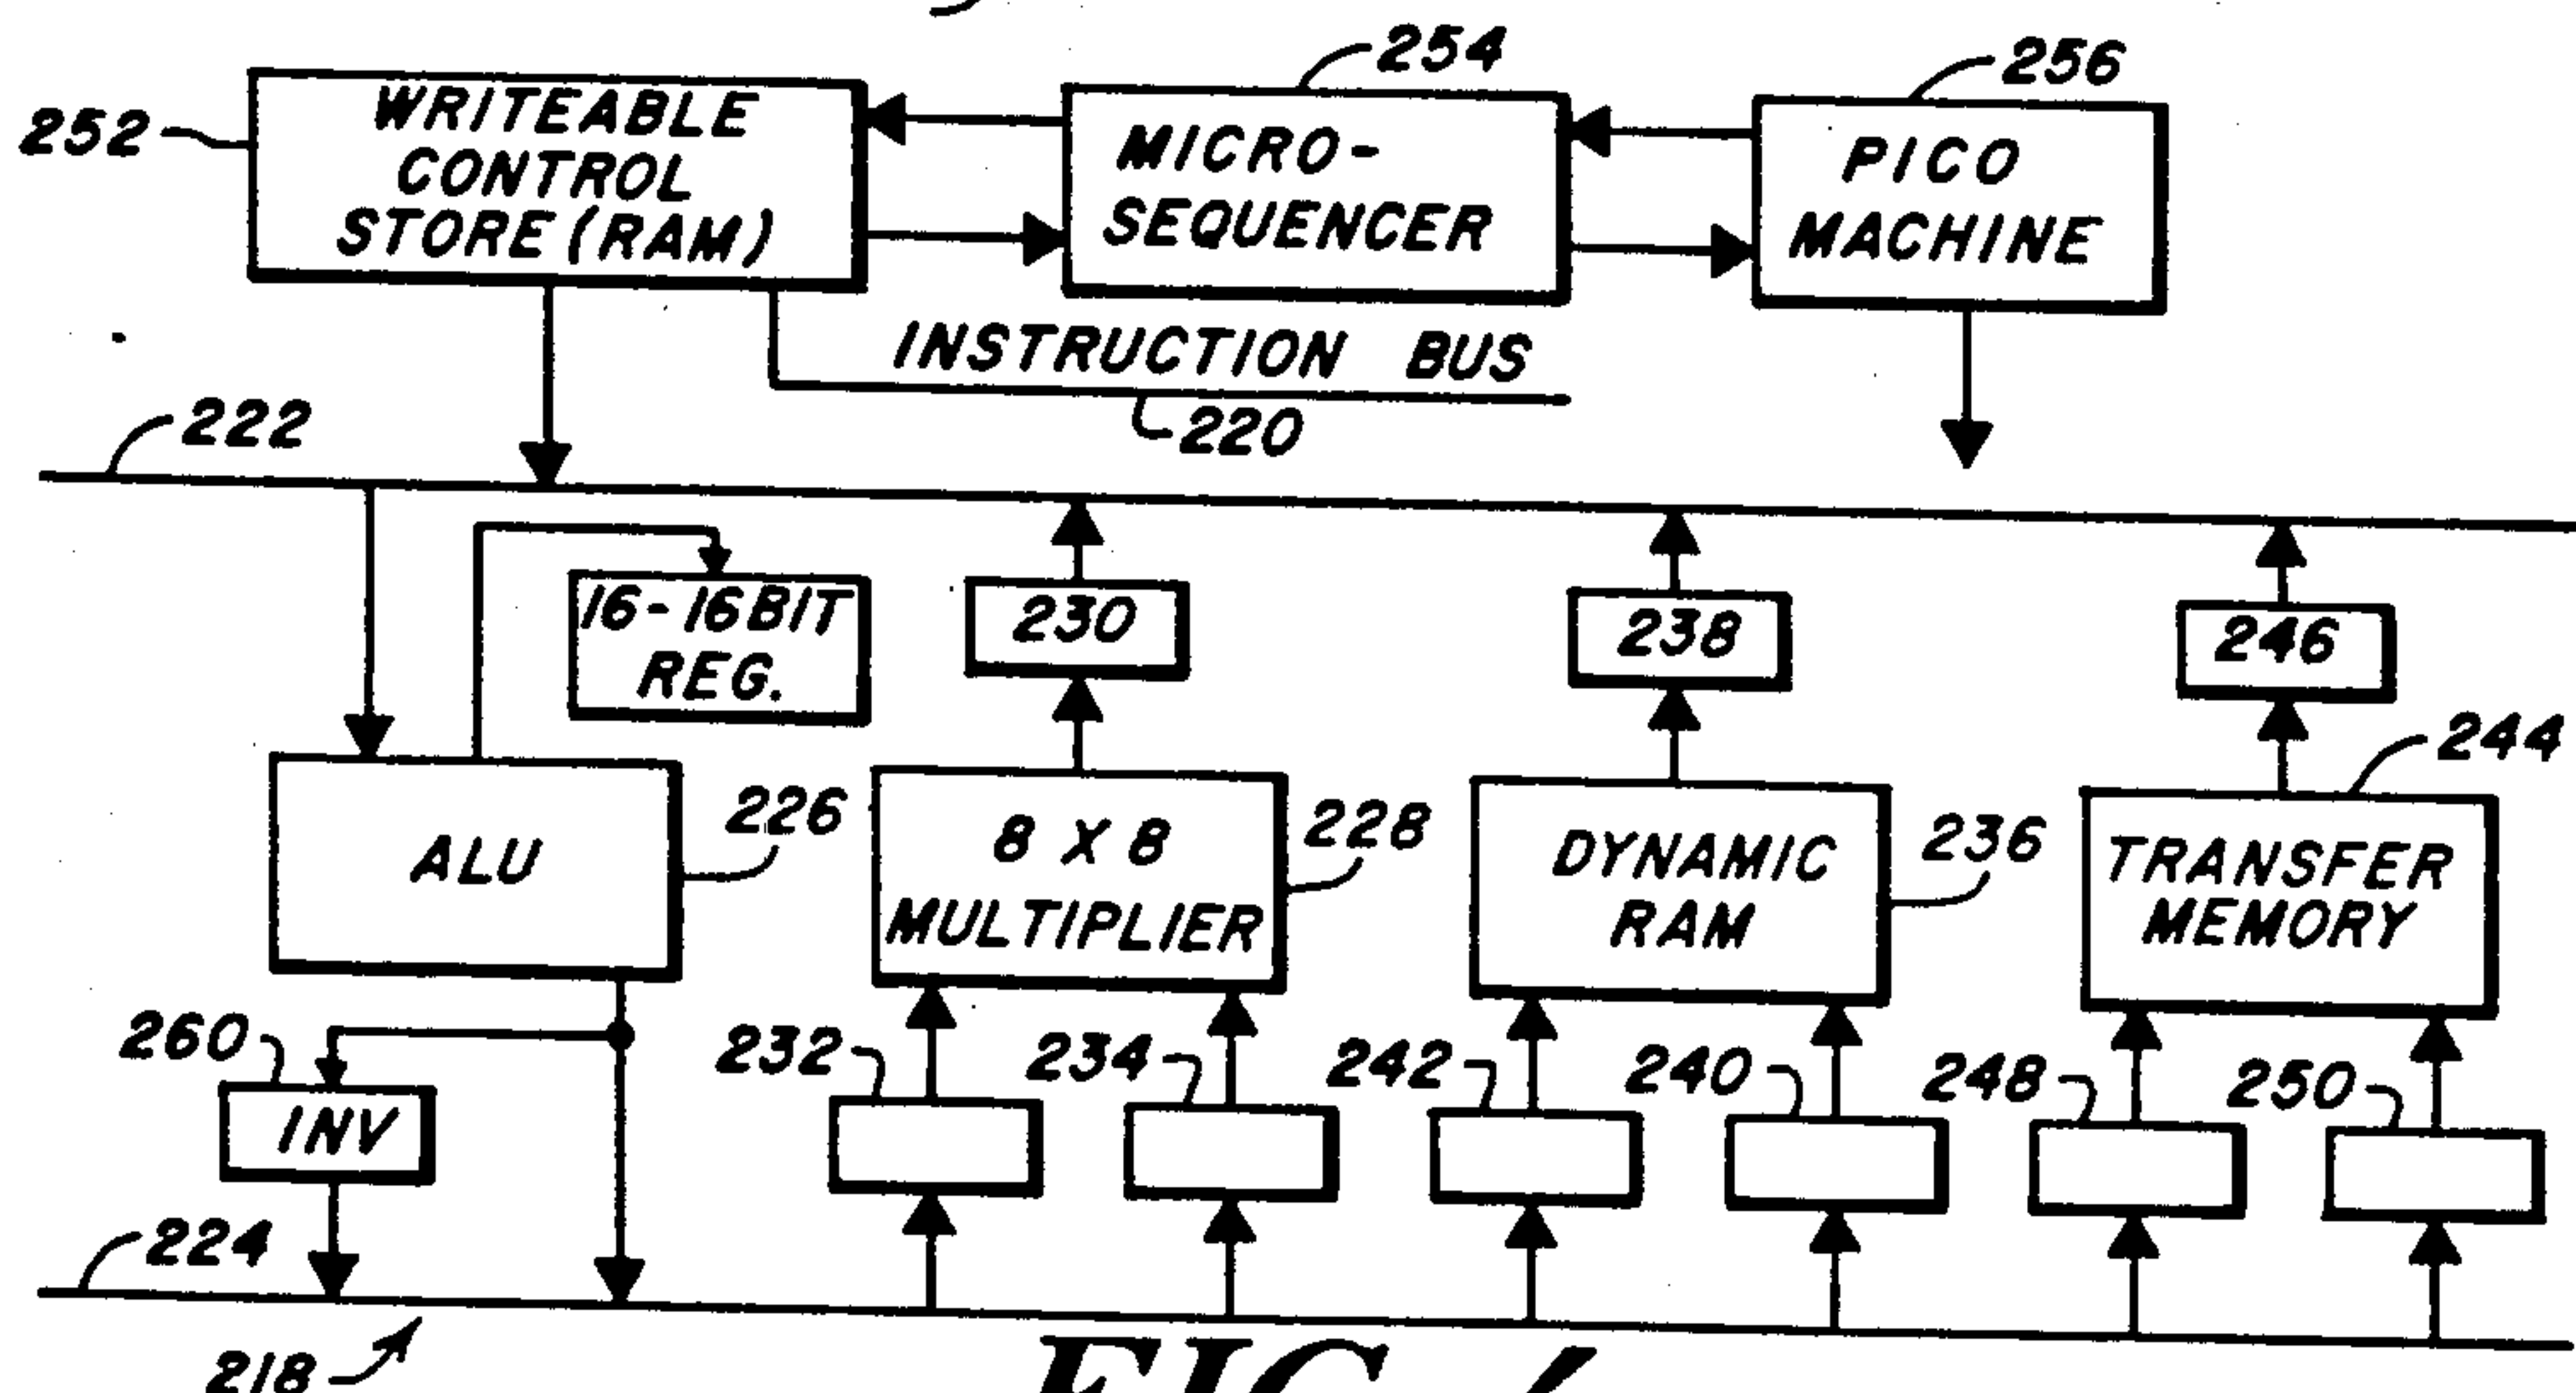 254
256
252
WRITEABLE
CONTROL
STORE (RAM)
MICRO-
SEQUENCER
PICO
MACHINE
INSTRUCTION BUS
220
222
16-16BIT
REG.
230
238
246
244
ALU
226
8 X 8
MULTIPLIER
228
DYNAMIC
RAM
236
TRANSFER
MEMORY
260
INV
232
234
242
240
248
250
224
218